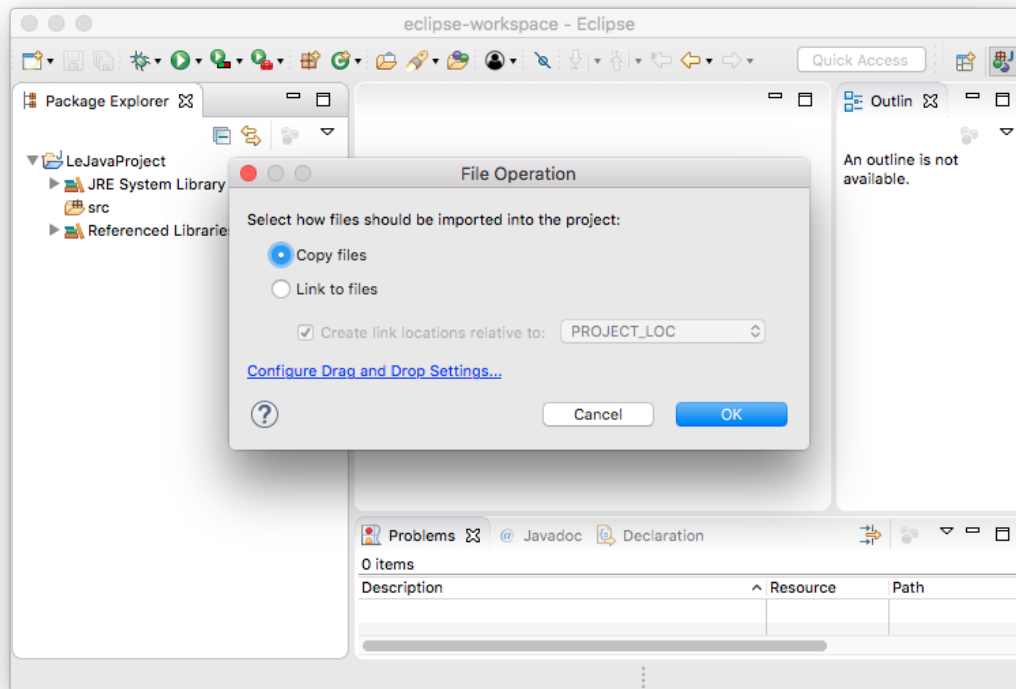 eclipse-workspace - Eclipse
Quick Access
Package Explorer
LeJavaProject
JRE System Library
src
Referenced Libraries
Outlin
An outline is not
available.
File Operation
Select how files should be imported into the project:
Copy files
Link to files
Create link locations relative to: PROJECT_LOC
Configure Drag and Drop Settings...
?
Cancel OK
Problems @ Javadoc Declaration
0 items
Description Resource Path